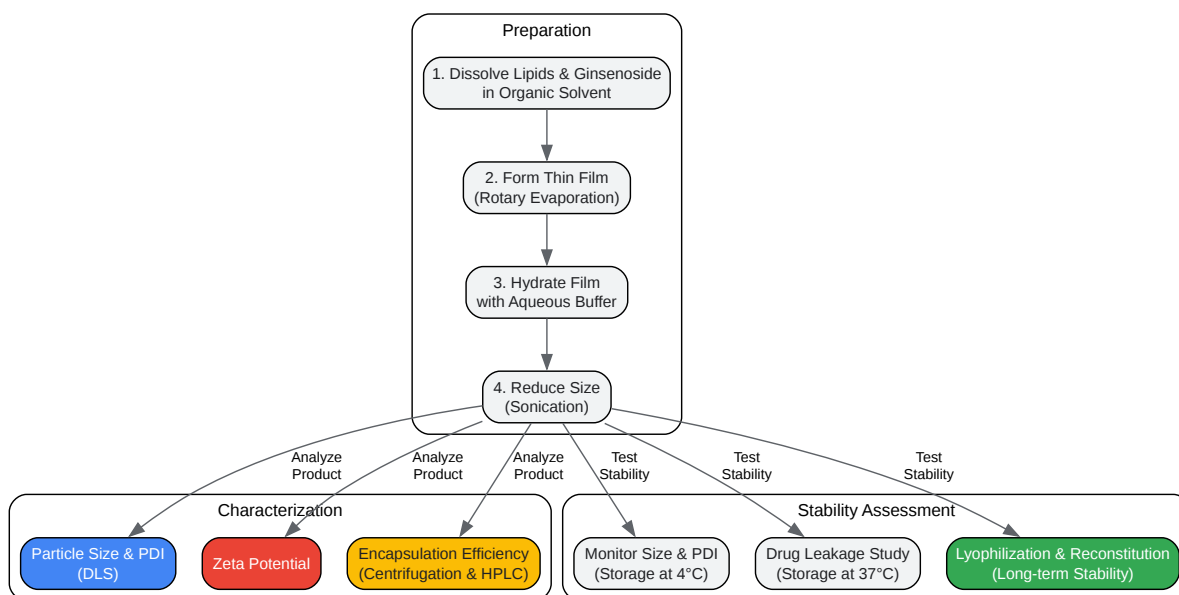 Preparation
1. Dissolve Lipids & Ginsenoside
in Organic Solvent
2. Form Thin Film
(Rotary Evaporation)
3. Hydrate Film
with Aqueous Buffer
4. Reduce Size
(Sonication)
Analyze
Product
Analyze
Product
Analyze
Product
Test
Stability
Test
Stability
Test
Stability
Characterization
Particle Size & PDI
(DLS)
Zeta Potential
Encapsulation Efficiency
(Centrifugation & HPLC)
Stability Assessment
Monitor Size & PDI
(Storage at 4°C)
Drug Leakage Study
(Storage at 37°C)
Lyophilization & Reconstitution
(Long-term Stability)